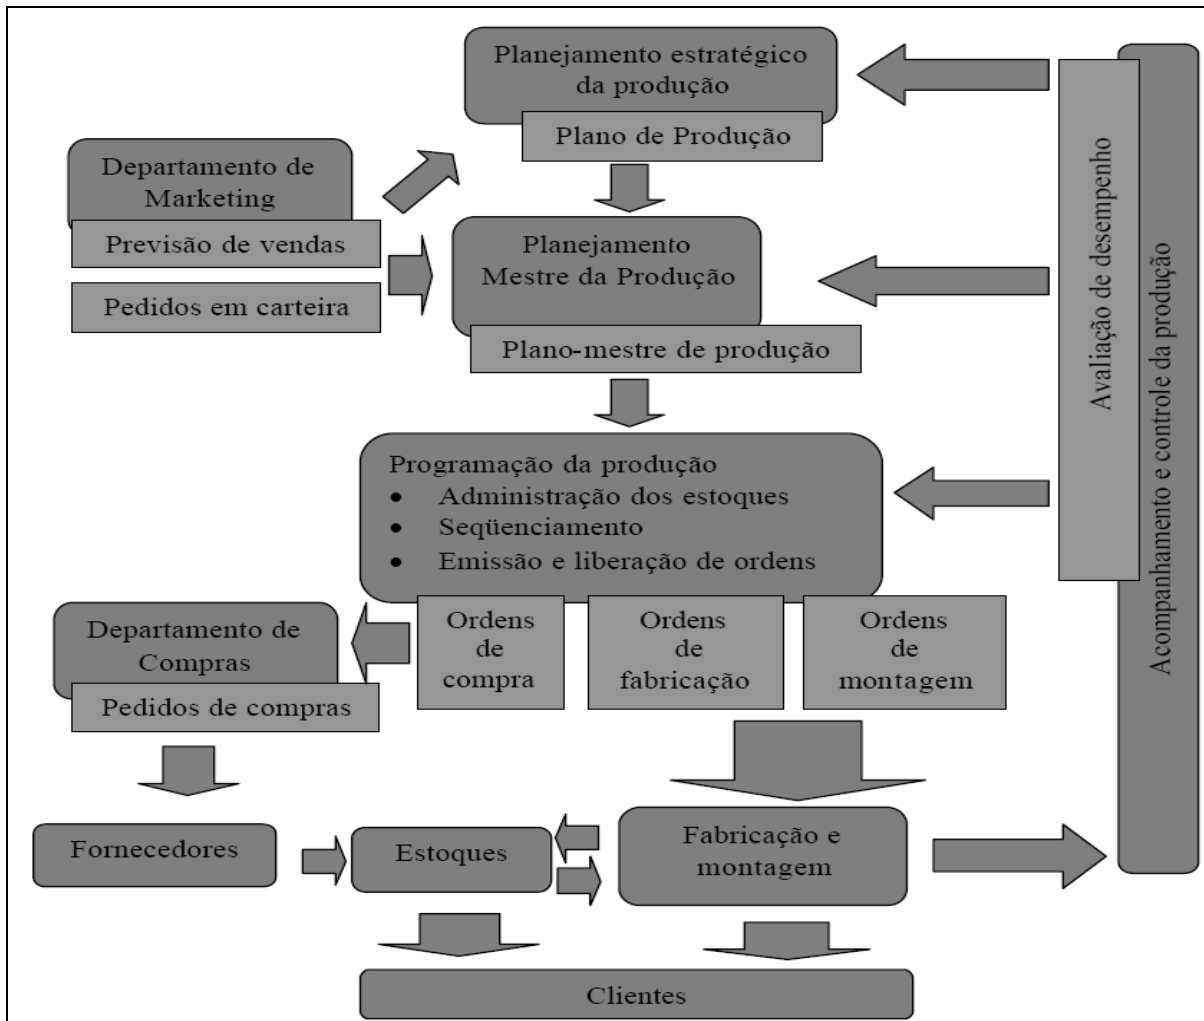 Planejamento estratégico
da produção
Plano de Produção
Departamento de
Marketing
Previsão de vendas
Pedidos em carteira
Planejamento
Mestre da Produção
Plano-mestre de produção
Programação da produção
• Administração dos estoques
• Seqüenciamento
• Emissão e liberação de ordens
Ordens
de
compra
Ordens
de
fabricação
Ordens
de
montagem
Departamento de
Compras
Pedidos de compras
Fornecedores
Estoques
Fabricação e
montagem
Clientes
Avaliação de desempenho
Acompanhamento e controle da produção